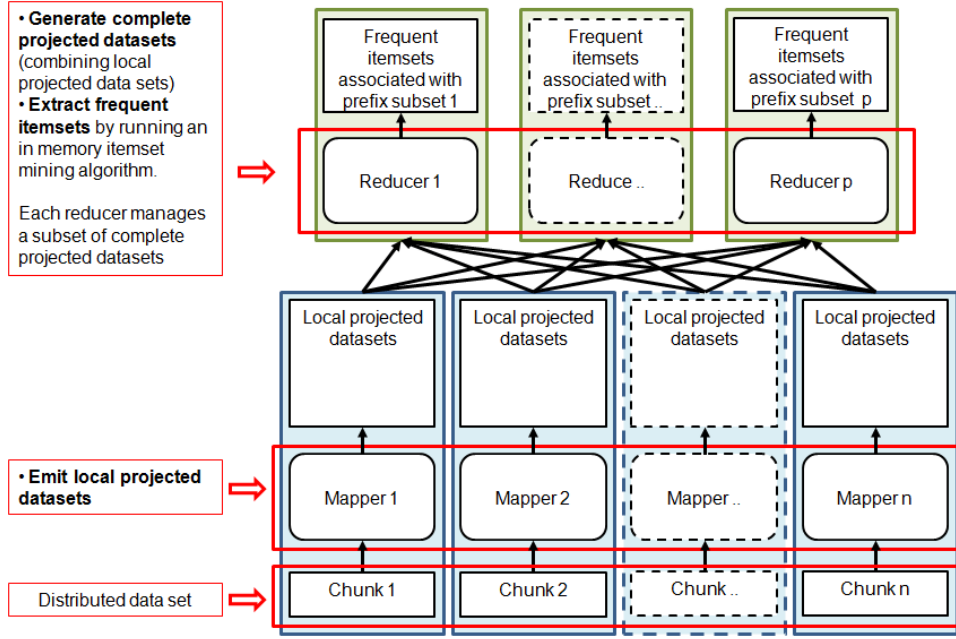 • Generate complete
projected datasets
(combining local
projected data sets)
• Extract frequent
itemsets by running an
in memory itemset
mining algorithm.
Each reducer manages
a subset of complete
projected datasets
Frequent
itemsets
associated with
prefix subset 1
Frequent
itemsets
associated with
prefix subset ..
Frequent
itemsets
associated with
prefix subset p
Reducer 1
Reduce ..
Reducer p
Local projected
datasets
Local projected
datasets
Local projected
datasets
Local projected
datasets
• Emit local projected
datasets
Mapper 1
Mapper 2
Mapper ..
Mapper n
Distributed data set
Chunk 1
Chunk 2
Chunk ..
Chunk n